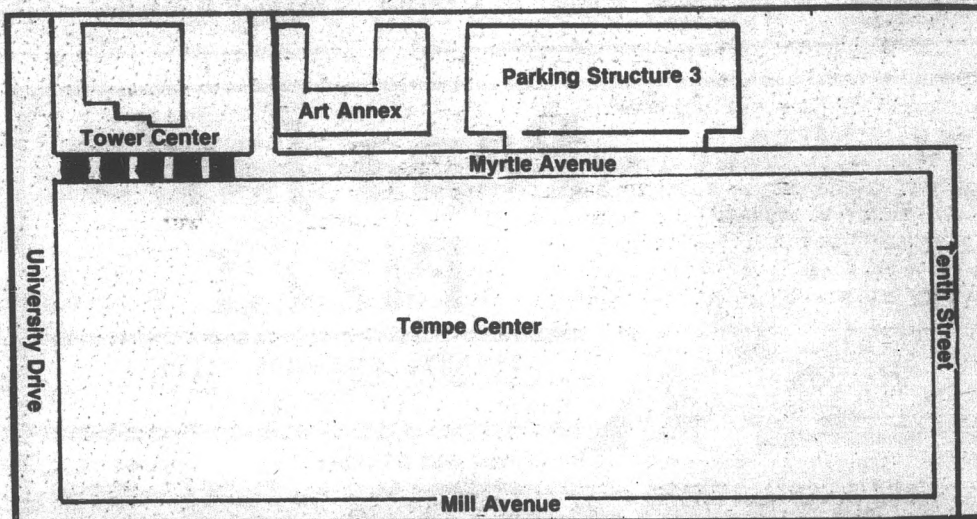 Parking Structure 3
Art Annex
Tower Center
Myrtle Avenue
University Drive
Tenth Street
Tempe Center
Mill Avenue